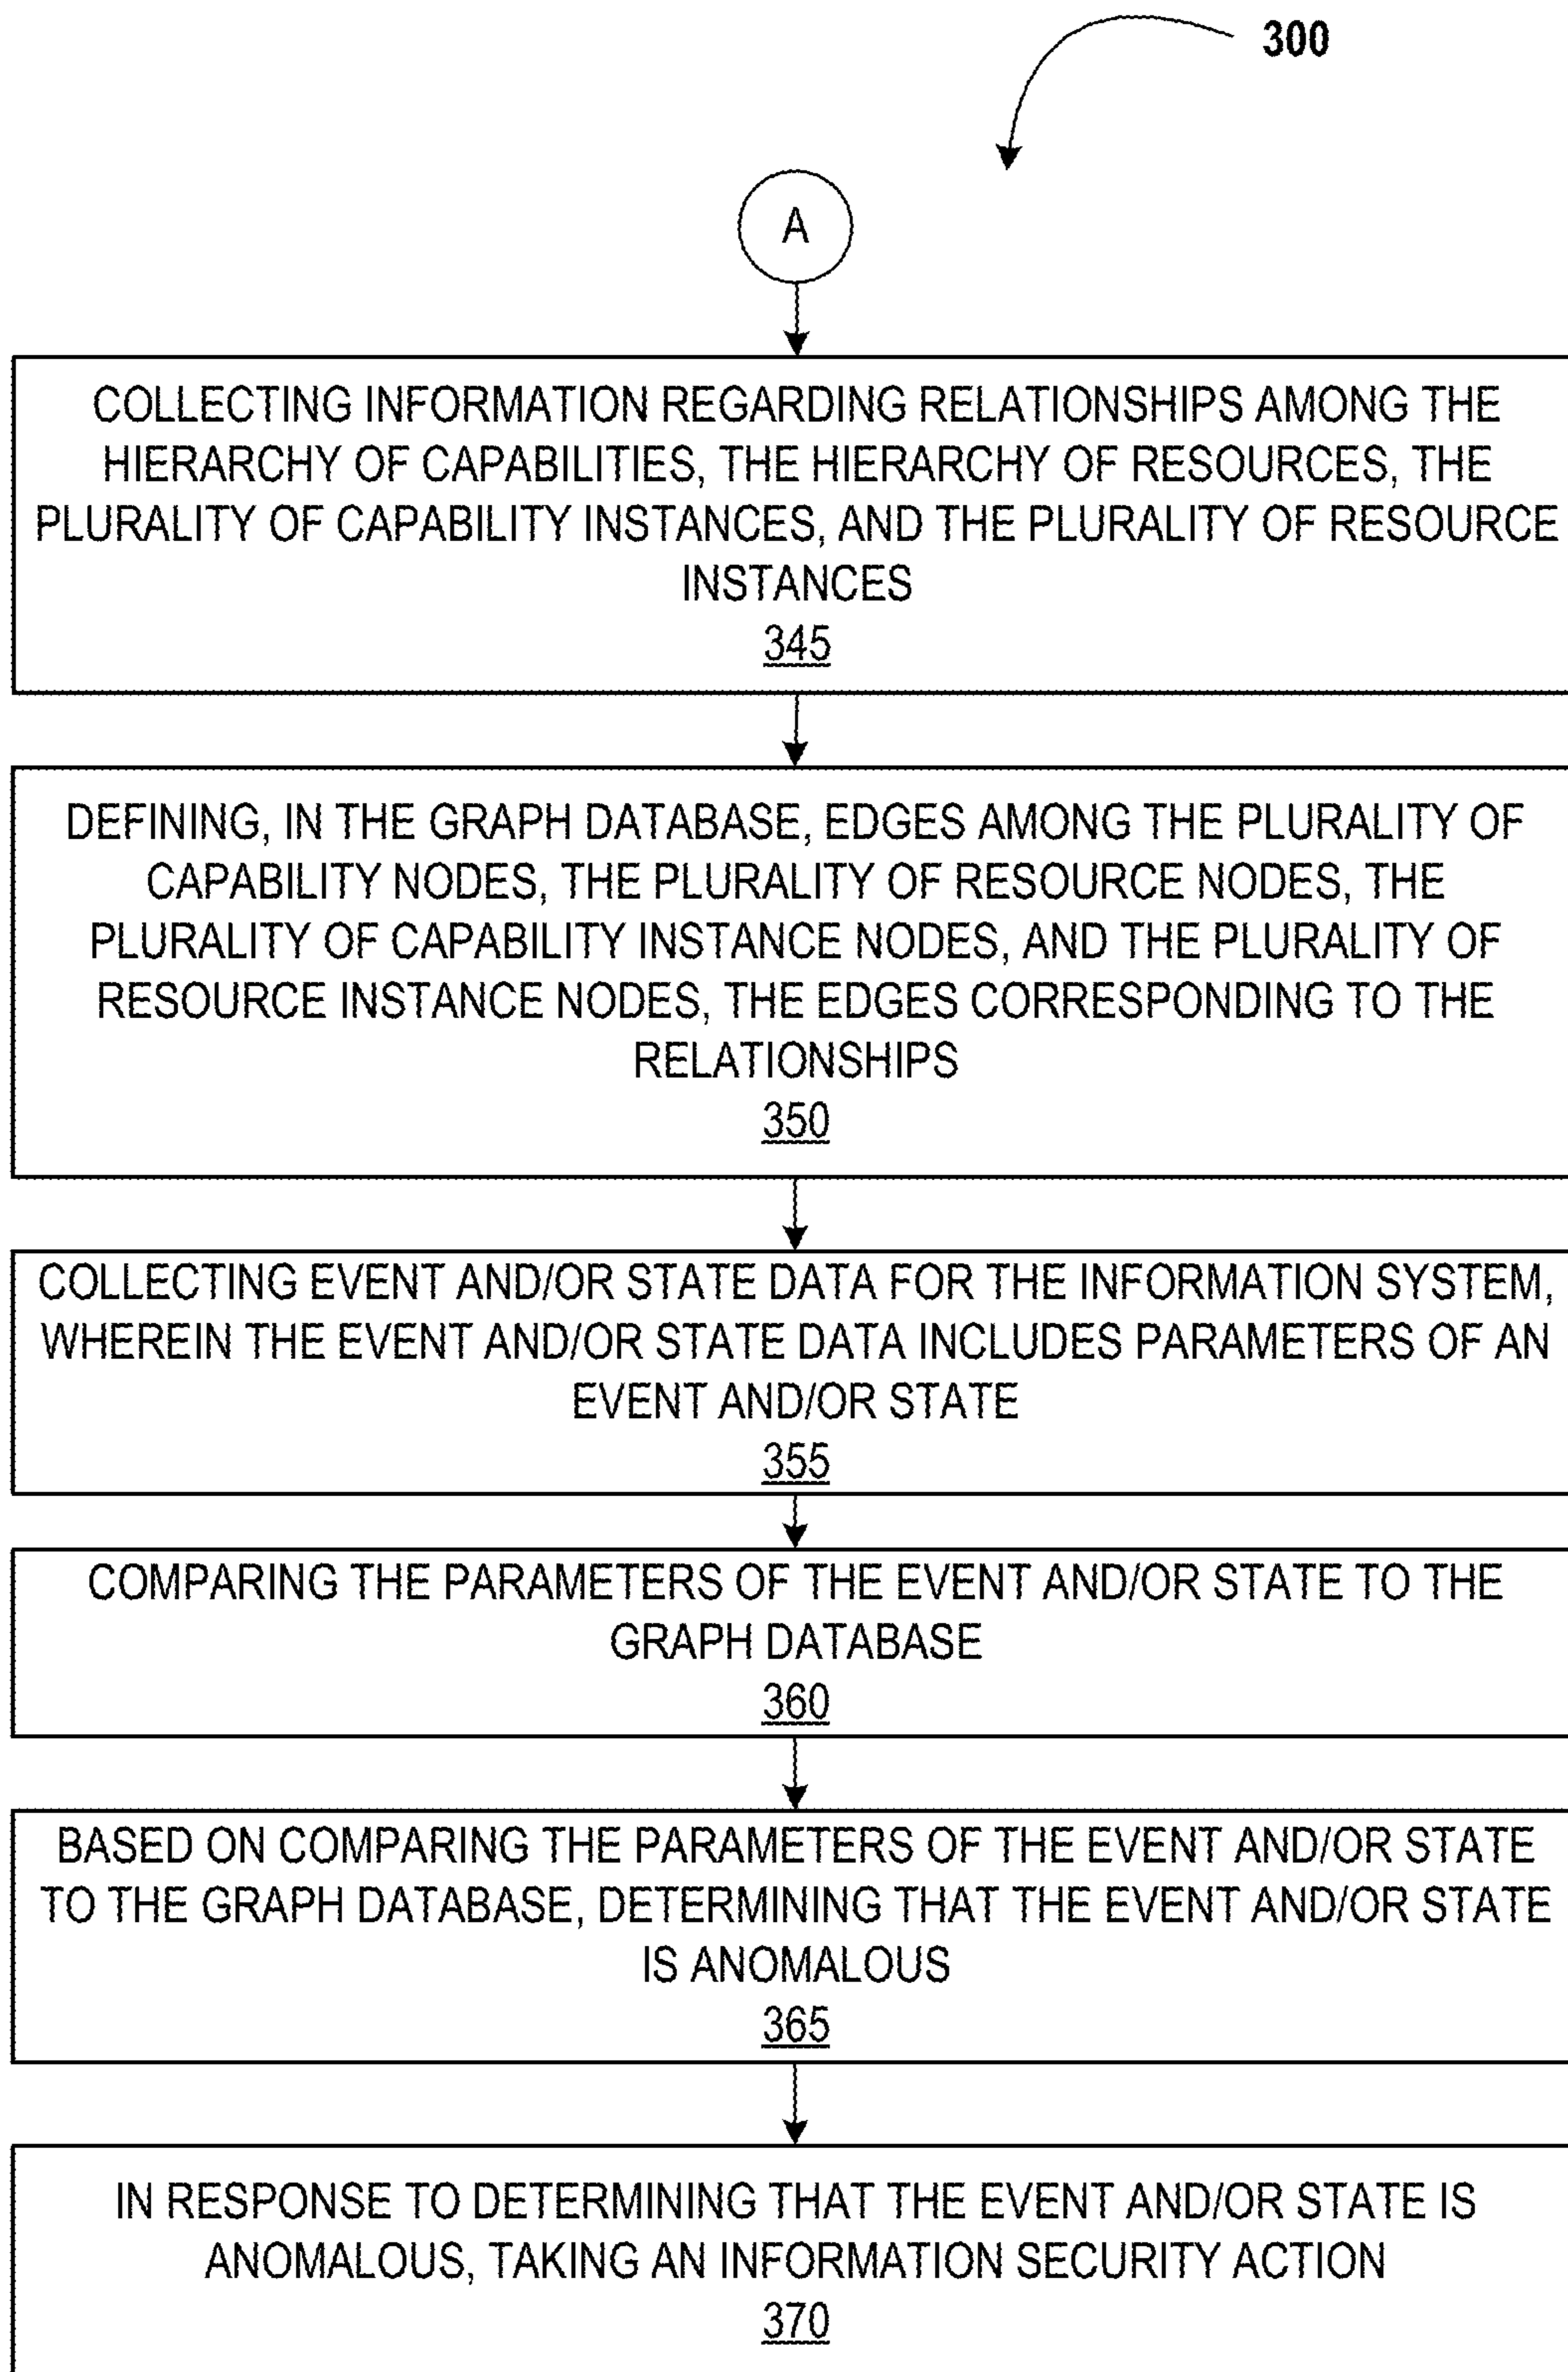 300
A
COLLECTING INFORMATION REGARDING RELATIONSHIPS AMONG THE
HIERARCHY OF CAPABILITIES, THE HIERARCHY OF RESOURCES, THE
PLURALITY OF CAPABILITY INSTANCES, AND THE PLURALITY OF RESOURCE
INSTANCES
345
DEFINING, IN THE GRAPH DATABASE, EDGES AMONG THE PLURALITY OF
CAPABILITY NODES, THE PLURALITY OF RESOURCE NODES, THE
PLURALITY OF CAPABILITY INSTANCE NODES, AND THE PLURALITY OF
RESOURCE INSTANCE NODES, THE EDGES CORRESPONDING TO THE
RELATIONSHIPS
350
COLLECTING EVENT AND/OR STATE DATA FOR THE INFORMATION SYSTEM,
WHEREIN THE EVENT AND/OR STATE DATA INCLUDES PARAMETERS OF AN
EVENT AND/OR STATE
355
COMPARING THE PARAMETERS OF THE EVENT AND/OR STATE TO THE
GRAPH DATABASE
360
BASED ON COMPARING THE PARAMETERS OF THE EVENT AND/OR STATE
TO THE GRAPH DATABASE, DETERMINING THAT THE EVENT AND/OR STATE
IS ANOMALOUS
365
IN RESPONSE TO DETERMINING THAT THE EVENT AND/OR STATE IS
ANOMALOUS, TAKING AN INFORMATION SECURITY ACTION
370